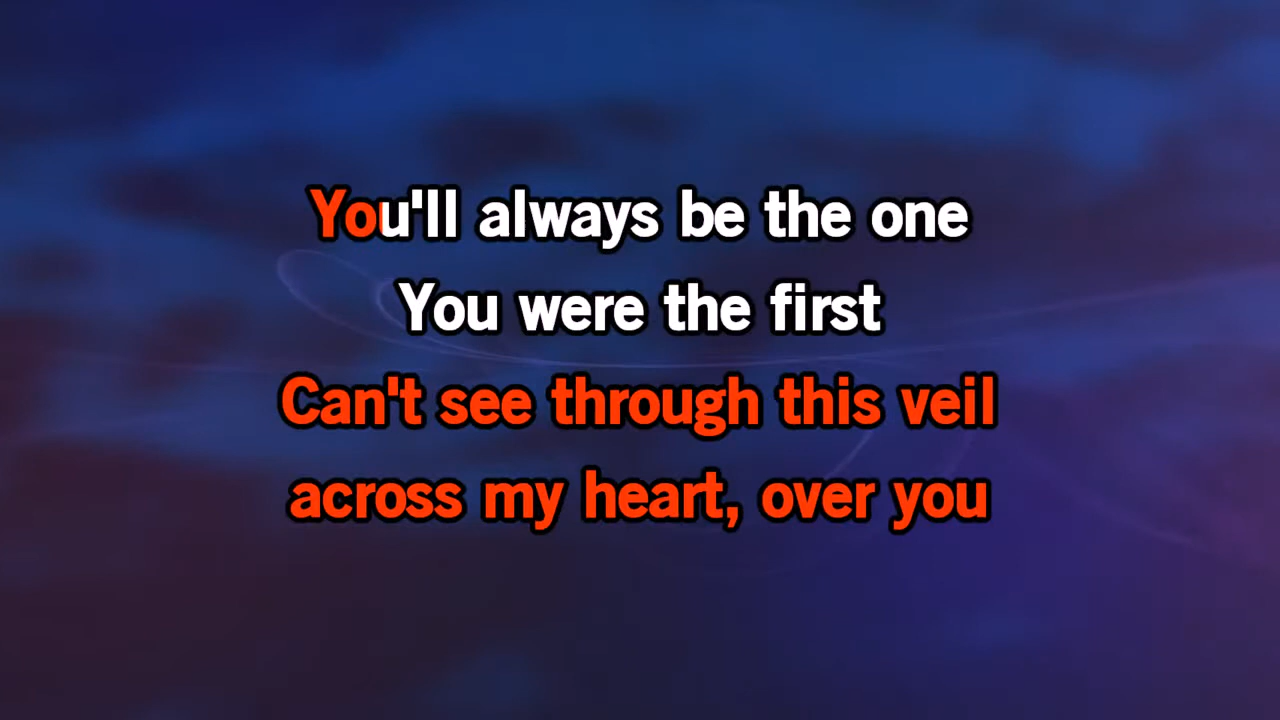 You'll always be the one
You were the first
Can't see through this veil
across my heart, over you